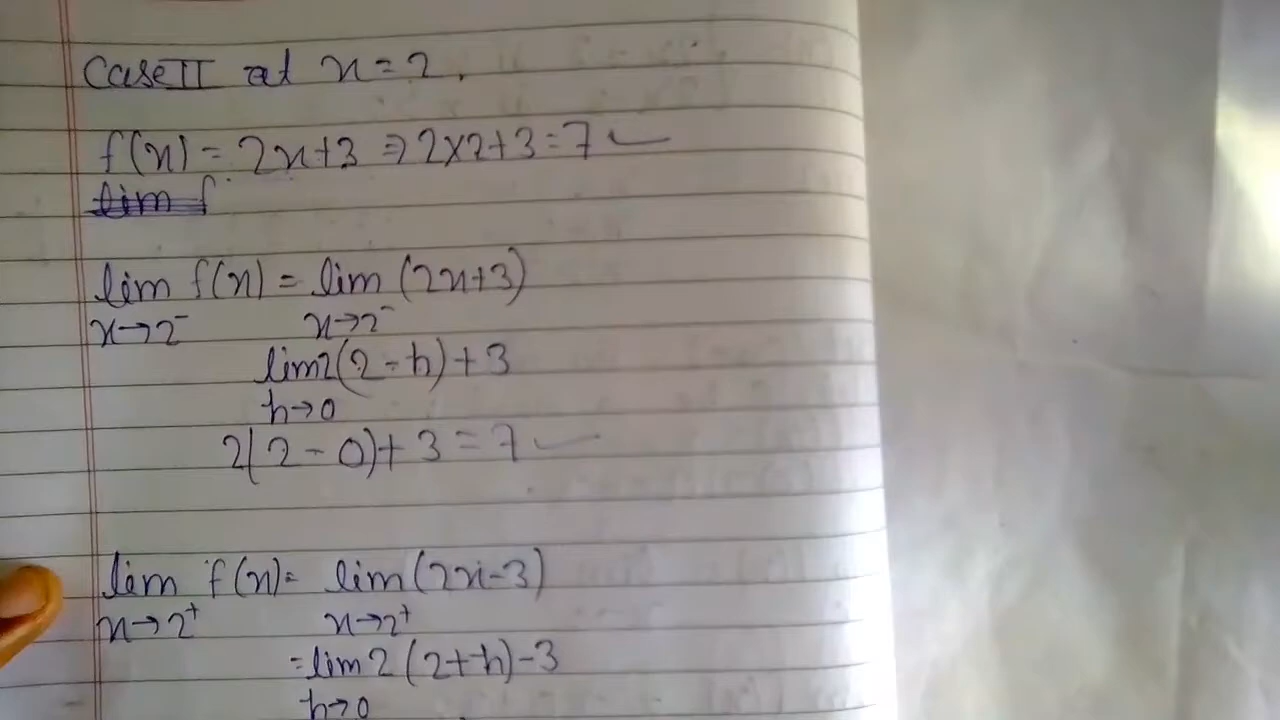 Case II at x = 2.
f(x) = 2x+3 ⇒ 2×2+3 = 7 ✓
lim f
lim f(x) = lim (2x+3)
x→2⁻ x→2⁻
lim 2(2-h)+3
h→0
2(2-0)+3 = 7 ✓
lim f(x) = lim (2x-3)
x→2⁺ x→2⁺
= lim 2(2+h)-3
h→0